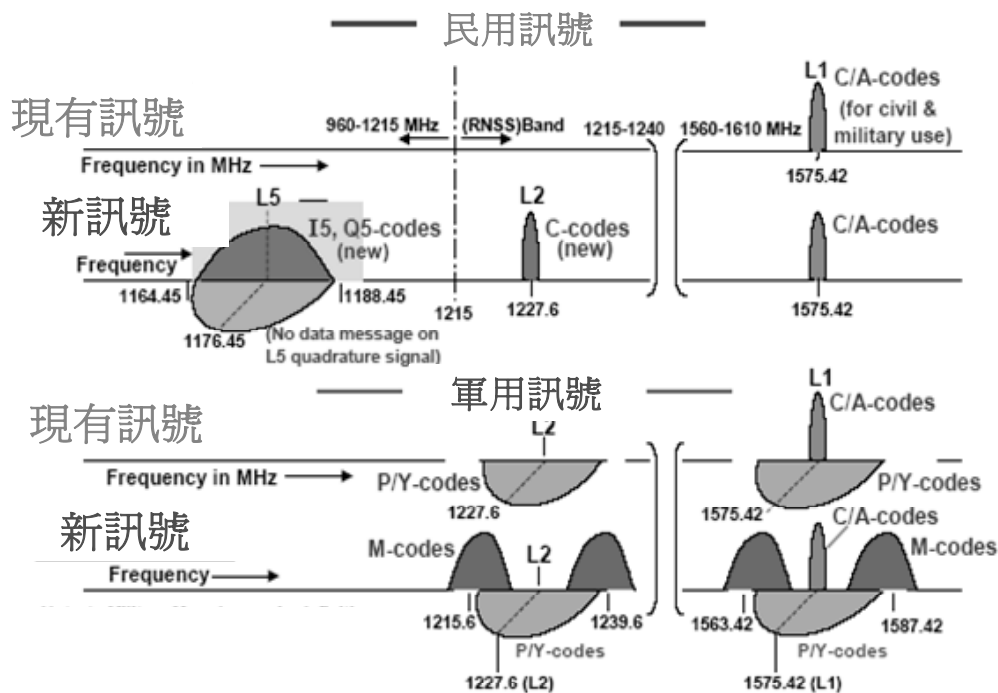 民用訊號
現有訊號
960-1215 MHz
(RNSS)Band
1215-1240
1560-1610 MHz
L1
C/A-codes
(for civil &
military use)
Frequency in MHz
1575.42
新訊號
L5
I5, Q5-codes
(new)
L2
C-codes
(new)
C/A-codes
Frequency
1164.45
1188.45
1215
1227.6
1575.42
1176.45
(No data message on
L5 quadrature signal)
軍用訊號
現有訊號
L2
L1
C/A-codes
Frequency in MHz
P/Y-codes
1227.6
1575.42
P/Y-codes
新訊號
M-codes
L2
C/A-codes
M-codes
Frequency
1215.6
1239.6
1563.42
1587.42
P/Y-codes
P/Y-codes
1227.6 (L2)
1575.42 (L1)